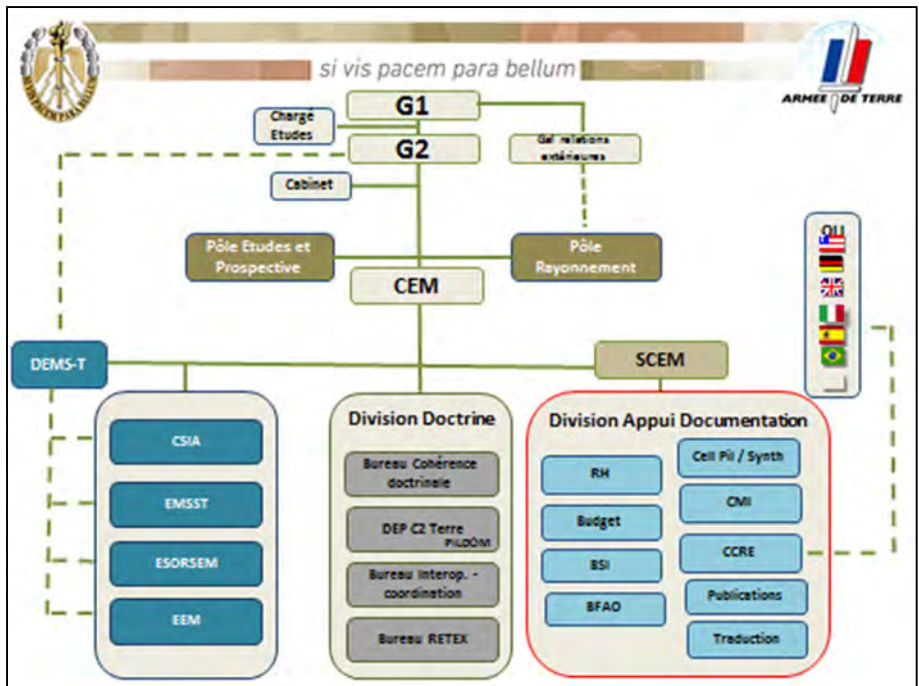 si vis pacem para bellum
ARMEE DE TERRE
G1
Chargé
Etudes
G2
Gal relations
extérieures
Cabinet
Pôle Etudes et
Prospective
Pôle
Rayonnement
CEM
DEMS-T
SCEM
CSIA
EMSST
ESORSEM
EEM
Division Doctrine
Bureau Cohérence
doctrinale
DEP C2 Terre
PILDOM
Bureau Interop. -
coordination
Bureau RETEX
Division Appui Documentation
RH
Budget
BSI
BFAO
Cell Pil / Synth
CMI
CCRE
Publications
Traduction